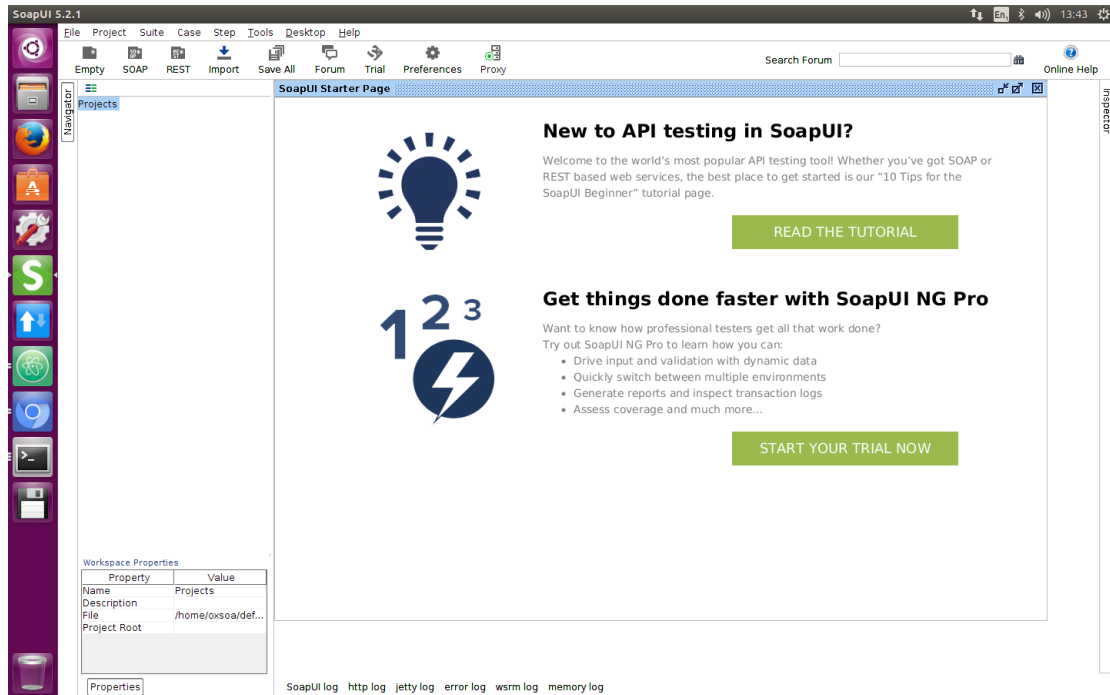 SoapUI 5.2.1
En
13:43
File Project Suite Case Step Tools Desktop Help
Empty SOAP REST Import Save All Forum Trial Preferences Proxy
Search Forum
Online Help
Navigator
Projects
SoapUI Starter Page
Inspector
New to API testing in SoapUI?
Welcome to the world's most popular API testing tool! Whether you've got SOAP or
REST based web services, the best place to get started is our "10 Tips for the
SoapUI Beginner" tutorial page.
READ THE TUTORIAL
1 2 3
Get things done faster with SoapUI NG Pro
Want to know how professional testers get all that work done?
Try out SoapUI NG Pro to learn how you can:
• Drive input and validation with dynamic data
• Quickly switch between multiple environments
• Generate reports and inspect transaction logs
• Assess coverage and much more...
START YOUR TRIAL NOW
Workspace Properties
Property Value
Name Projects
Description
File /home/oxsoa/def...
Project Root
Properties
SoapUI log http log jetty log error log wsrm log memory log